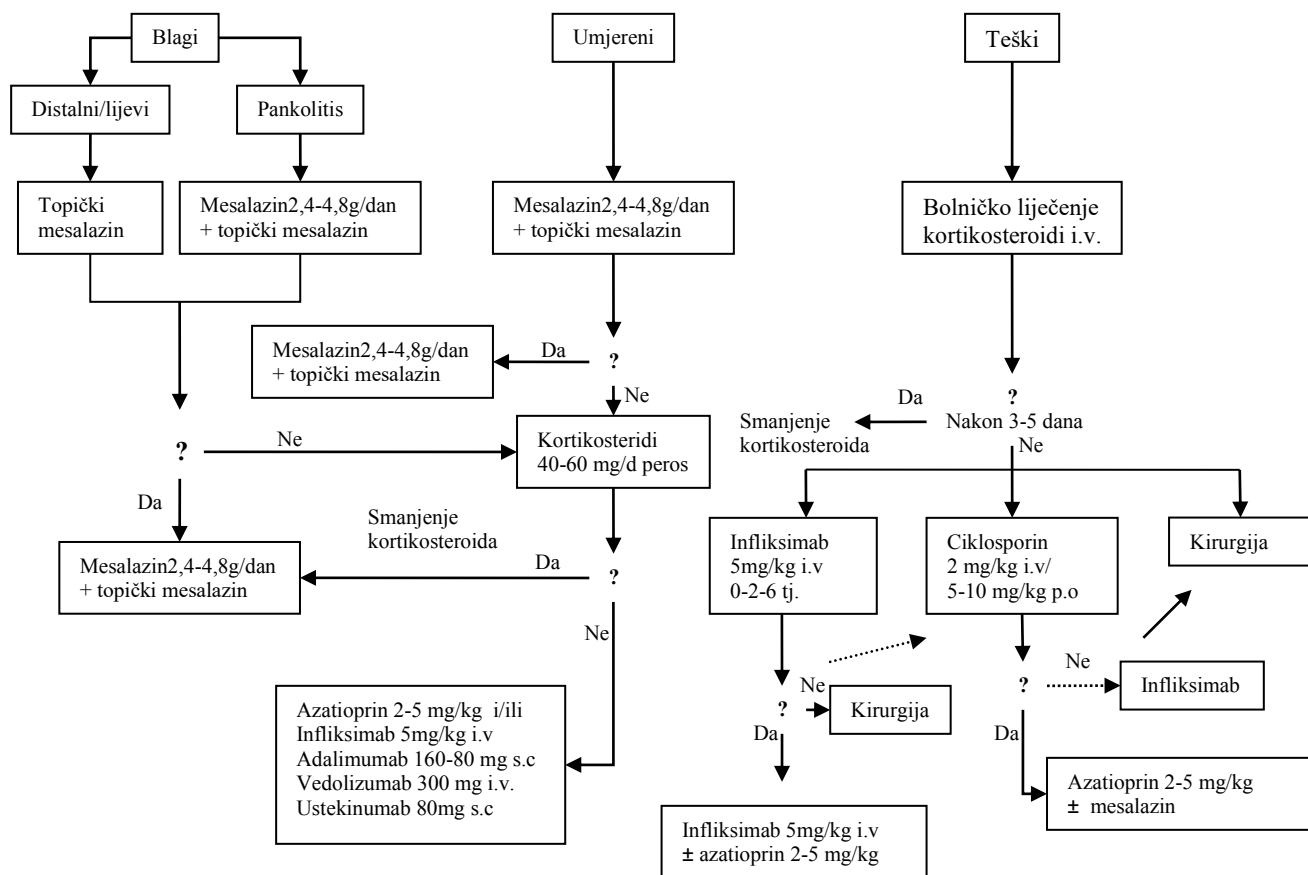 Blagi
Umjereni
Teški
Distalni/lijevi
Pankolitis
Topički
mesalazin
Mesalazin2,4-4,8g/dan
+ topički mesalazin
Mesalazin2,4-4,8g/dan
+ topički mesalazin
Bolničko liječenje
kortikosteroidi i.v.
Mesalazin2,4-4,8g/dan
+ topički mesalazin
Da
?
Ne
?
Nakon 3-5 dana
Da
Smanjenje
kortikosteroida
Ne
?
Ne
Kortikosteridi
40-60 mg/d peros
Da
Smanjenje
kortikosteroida
Mesalazin2,4-4,8g/dan
+ topički mesalazin
Da
?
Ne
Infliksimab
5mg/kg i.v
0-2-6 tj.
Ciklosporin
2 mg/kg i.v/
5-10 mg/kg p.o
Kirurgija
Ne
?
Kirurgija
Da
Ne
?
Infliksimab
Da
Azatioprin 2-5 mg/kg i/ili
Infliksimab 5mg/kg i.v
Adalimumab 160-80 mg s.c
Vedolizumab 300 mg i.v.
Ustekinumab 80mg s.c
Infliksimab 5mg/kg i.v
± azatioprin 2-5 mg/kg
Azatioprin 2-5 mg/kg
± mesalazin